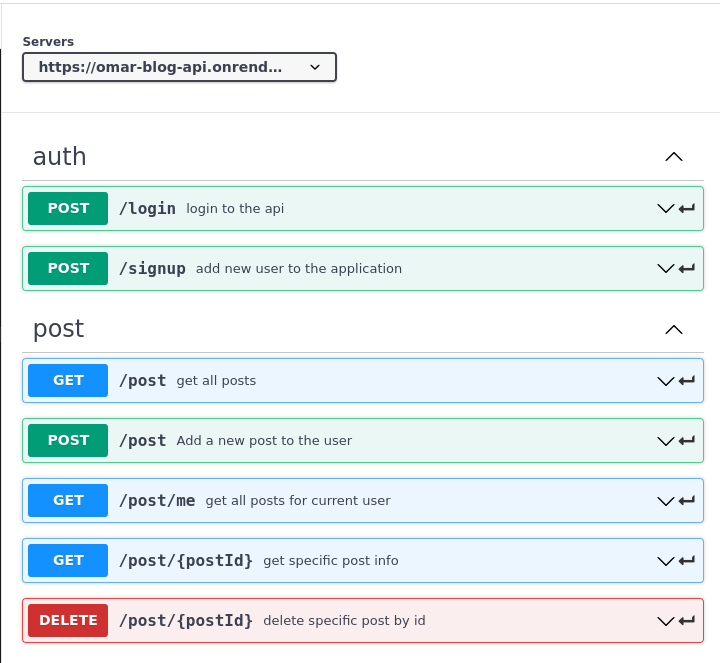 Servers
https://omar-blog-api.onrend...
auth
POST /login login to the api
POST /signup add new user to the application
post
GET /post get all posts
POST /post Add a new post to the user
GET /post/me get all posts for current user
GET /post/{postId} get specific post info
DELETE /post/{postId} delete specific post by id